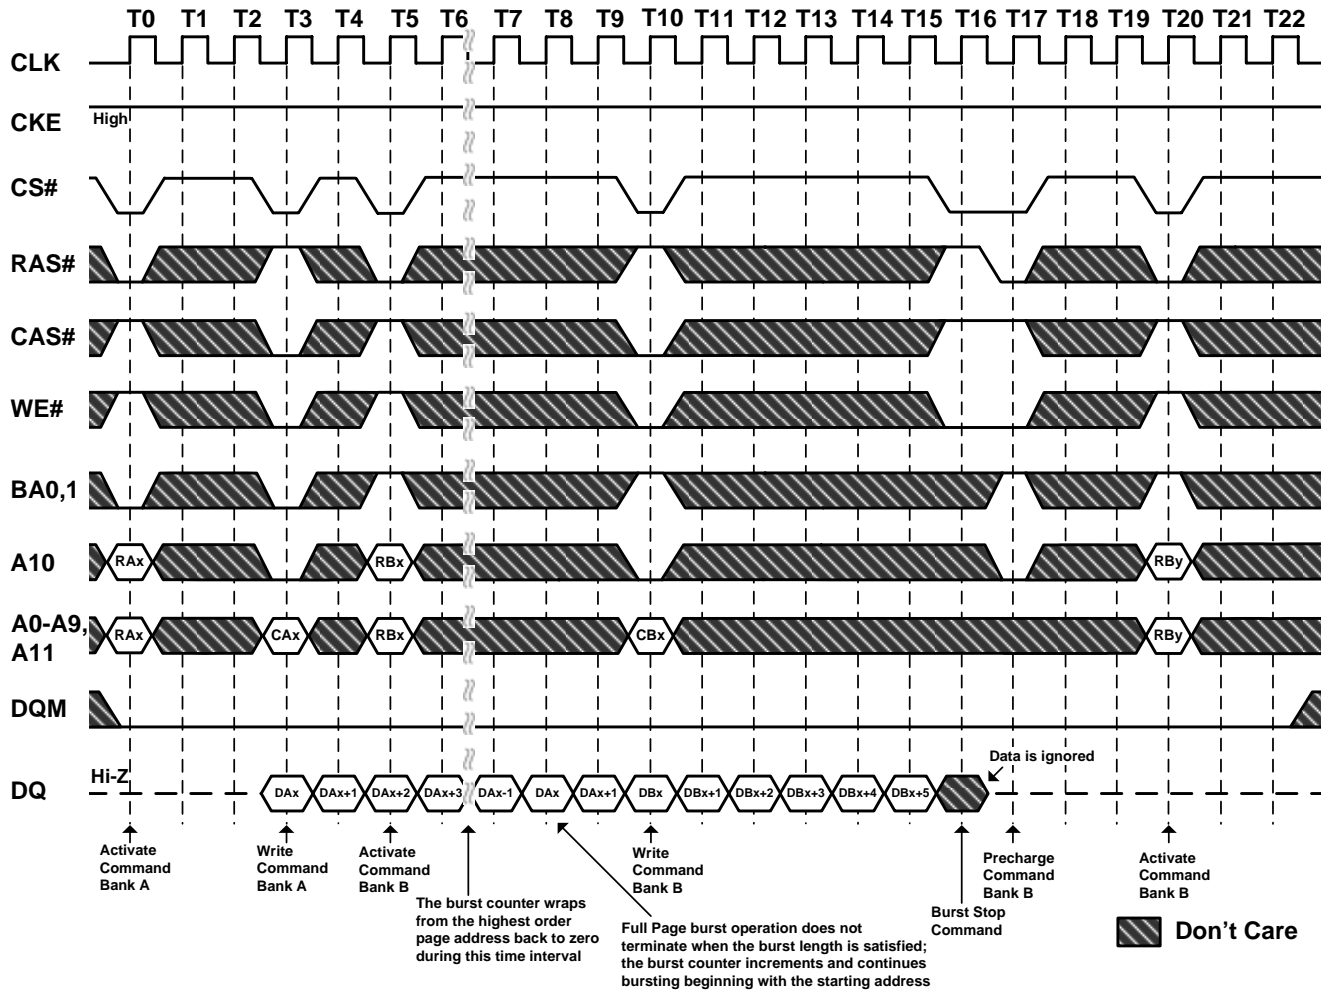 T0 T1 T2 T3 T4 T5 T6 T7 T8 T9 T10 T11 T12 T13 T14 T15 T16 T17 T18 T19 T20 T21 T22
CLK
CKE High
CS#
RAS#
CAS#
WE#
BA0,1
A10 RAx RBx RBy
A0-A9,
A11 RAx CAx RBx CBx RBy
DQM
Data is ignored
DQ Hi-Z DAx DAx+1 DAx+2 DAx+3 DAx-1 DAx DAx+1 DBx DBx+1 DBx+2 DBx+3 DBx+4 DBx+5
Activate
Command
Bank A
Write
Command
Bank A
Activate
Command
Bank B
The burst counter wraps
from the highest order
page address back to zero
during this time interval
Write
Command
Bank B
Full Page burst operation does not
terminate when the burst length is satisfied;
the burst counter increments and continues
bursting beginning with the starting address
Burst Stop
Command
Precharge
Command
Bank B
Activate
Command
Bank B
Don't Care